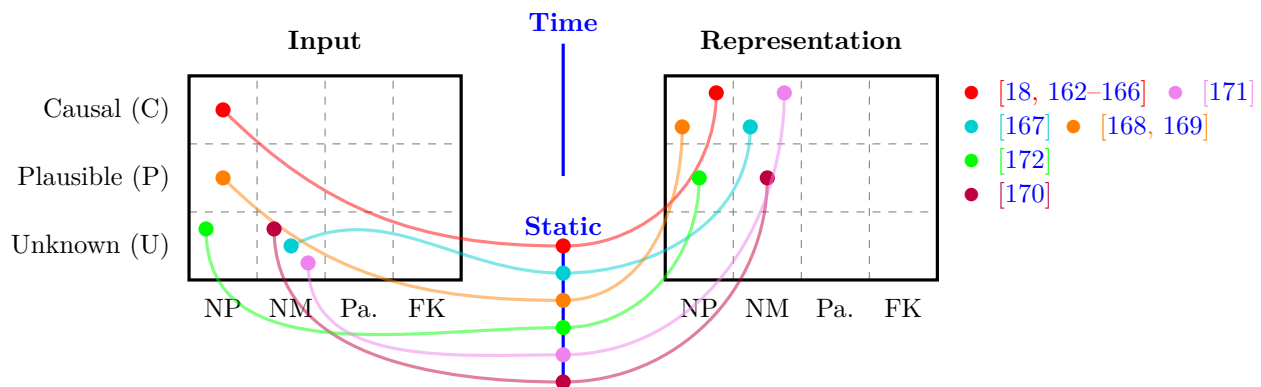 Time
Input
Representation
Causal (C)
Plausible (P)
Unknown (U)
Static
NP NM Pa. FK
NP NM Pa. FK
[18, 162–166] [171]
[167] [168, 169]
[172]
[170]